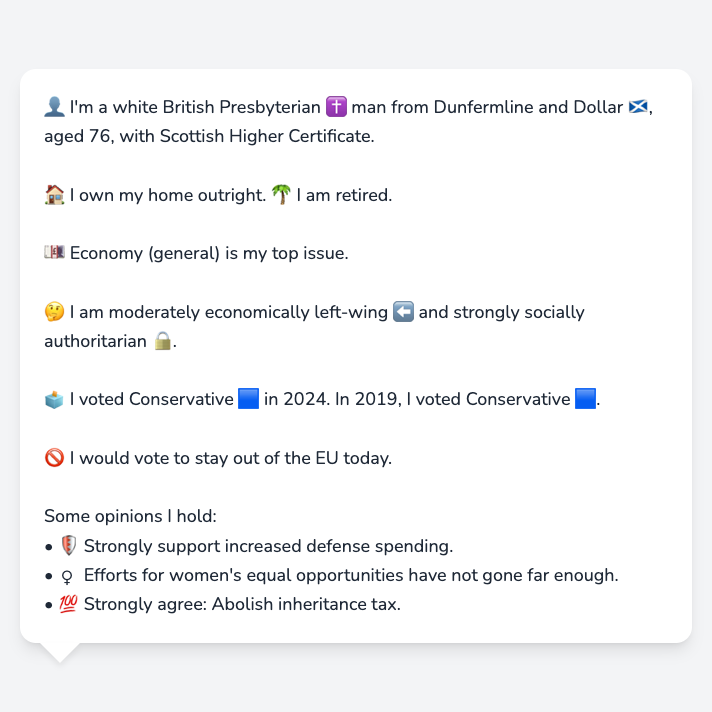 👤 I'm a white British Presbyterian ✝️ man from Dunfermline and Dollar 🏴󠁧󠁢󠁳󠁣󠁴󠁿,
aged 76, with Scottish Higher Certificate.
🏠 I own my home outright. 🌴 I am retired.
💷 Economy (general) is my top issue.
🤔 I am moderately economically left-wing ⬅️ and strongly socially
authoritarian 🔒.
🗳️ I voted Conservative 🟦 in 2024. In 2019, I voted Conservative 🟦.
🚫 I would vote to stay out of the EU today.
Some opinions I hold:
• 🛡️ Strongly support increased defense spending.
• ♀ Efforts for women's equal opportunities have not gone far enough.
• 💯 Strongly agree: Abolish inheritance tax.